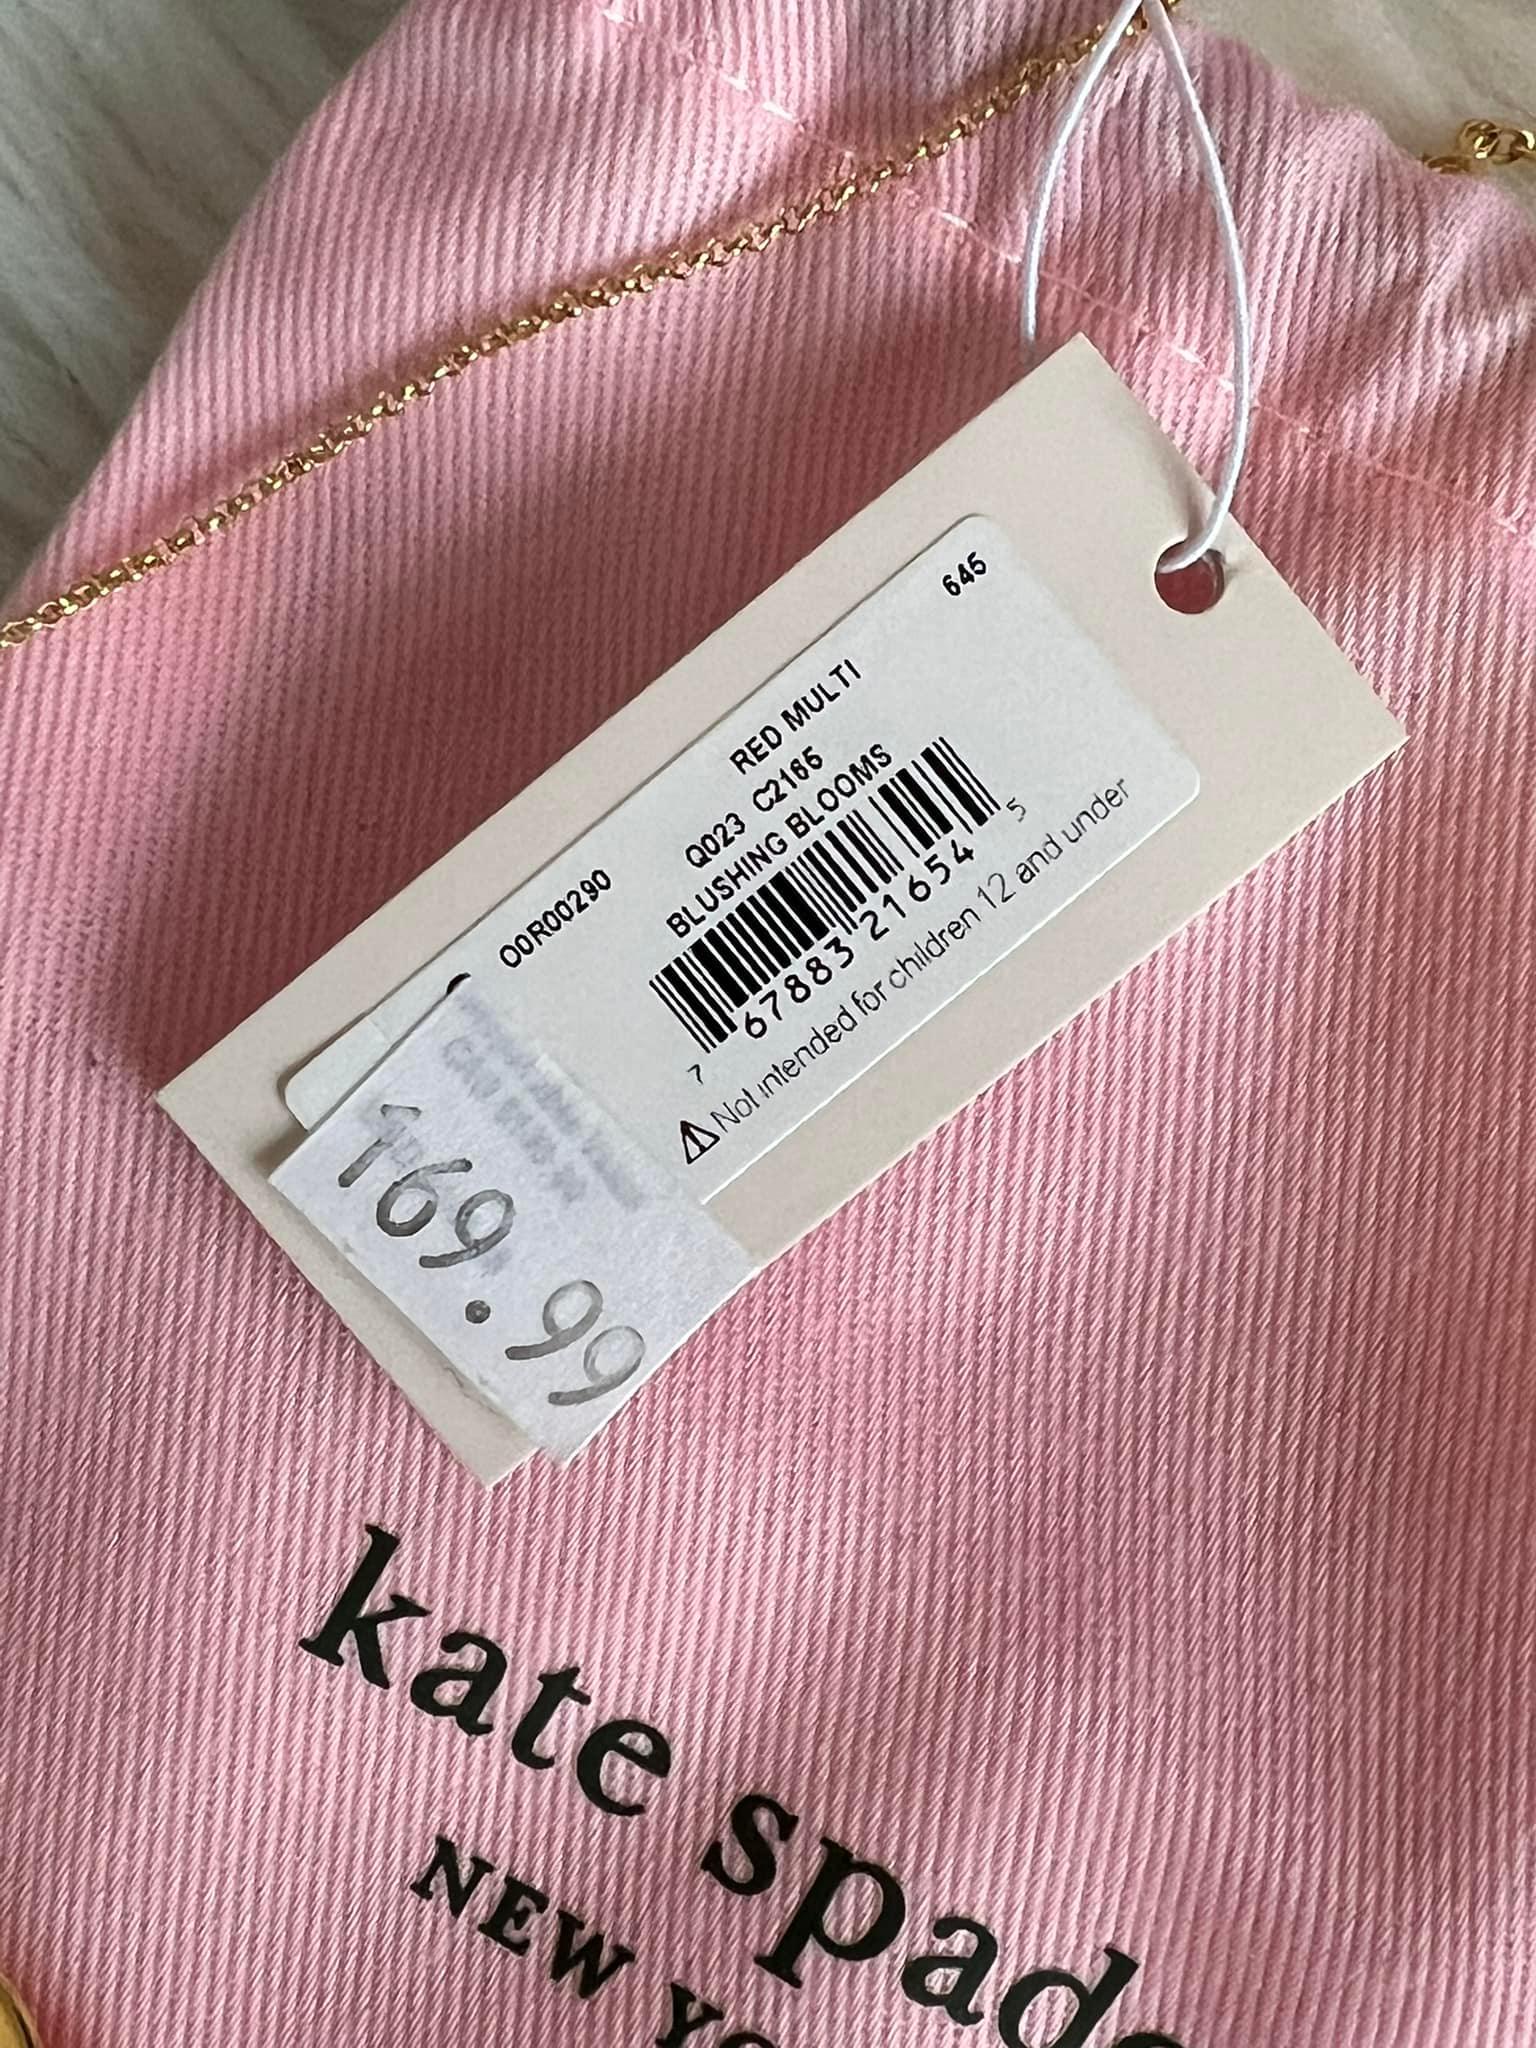 645
RED MULTI
Q023 C2165
BLUSHING BLOOMS
O0R00290
7 67883 21654 5
⚠ Not intended for children 12 and under
169.99
kate spade
NEW